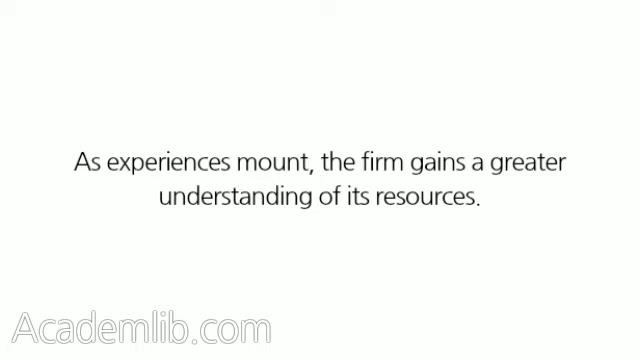 As experiences mount, the firm gains a greater
understanding of its resources.
Academlib.com